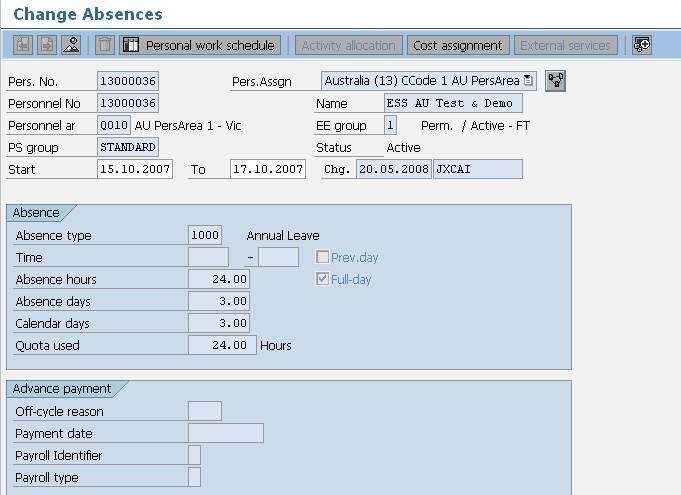 Change Absences
Personal work schedule Activity allocation Cost assignment External services
Pers. No. 13000036 Pers.Assgn Australia (13) CCode 1 AU PersArea
Personnel No 13000036 Name ESS AU Test & Demo
Personnel ar Q010 AU PersArea 1 - Vic EE group 1 Perm. / Active - FT
PS group STANDARD Status Active
Start 15.10.2007 To 17.10.2007 Chg. 20.05.2008 JXCAI
Absence
Absence type 1000 Annual Leave
Time - Prev.day
Absence hours 24.00 Full-day
Absence days 3.00
Calendar days 3.00
Quota used 24.00 Hours
Advance payment
Off-cycle reason
Payment date
Payroll Identifier
Payroll type